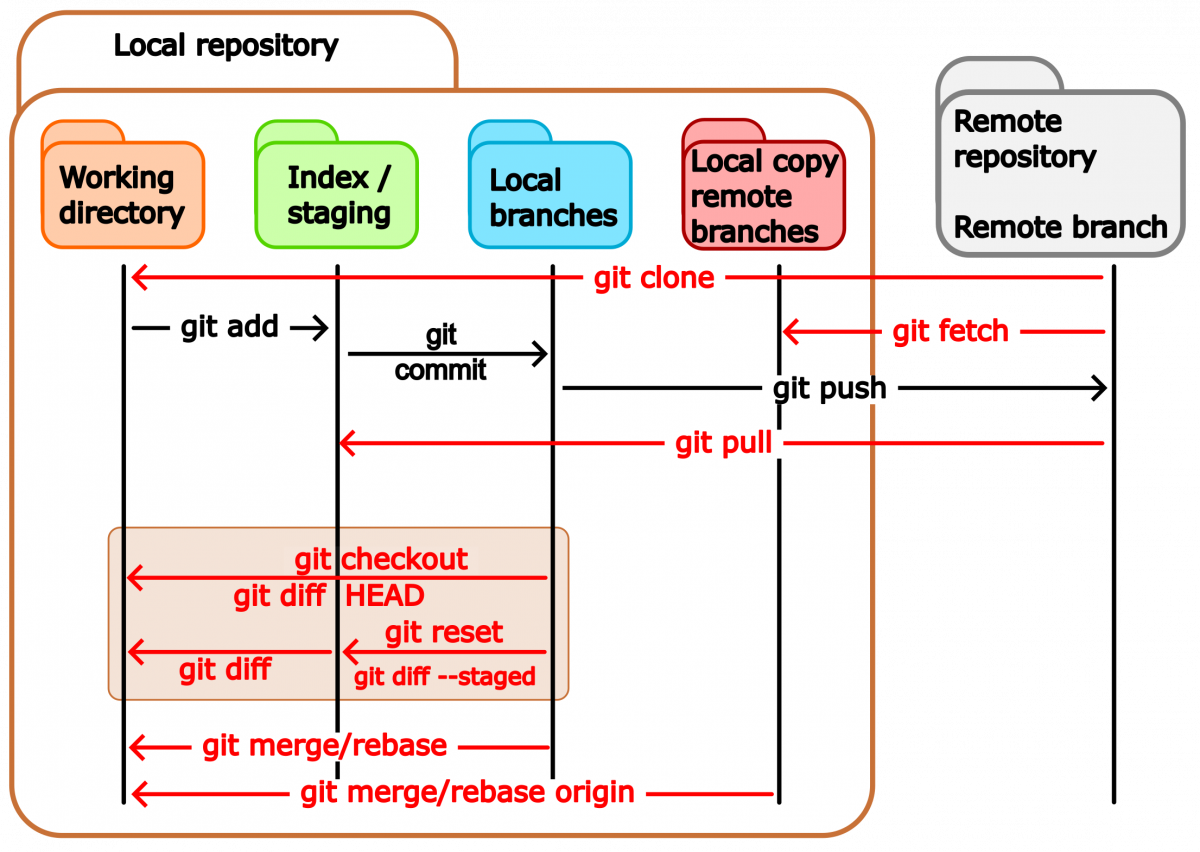 Local repository
Working
directory
Index /
staging
Local
branches
Local copy
remote
branches
Remote
repository
Remote branch
git clone
git add
git
commit
git fetch
git push
git pull
git checkout
git diff HEAD
git reset
git diff
git diff --staged
git merge/rebase
git merge/rebase origin